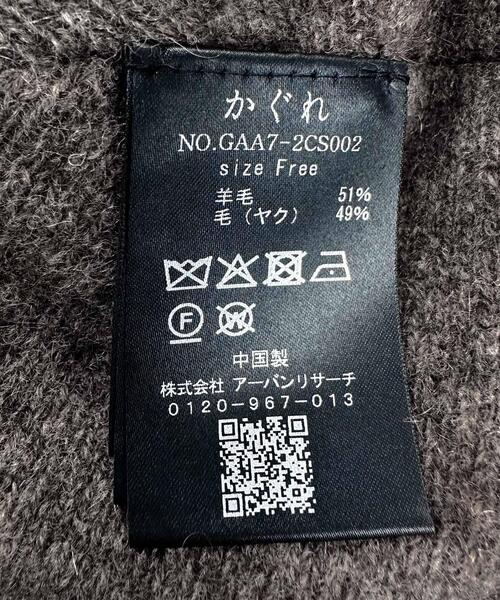 かぐれ
NO.GAA7-2CS002
size Free
羊毛 51%
毛（ヤク） 49%
F W
中国製
株式会社 アーバンリサーチ
0120-967-013